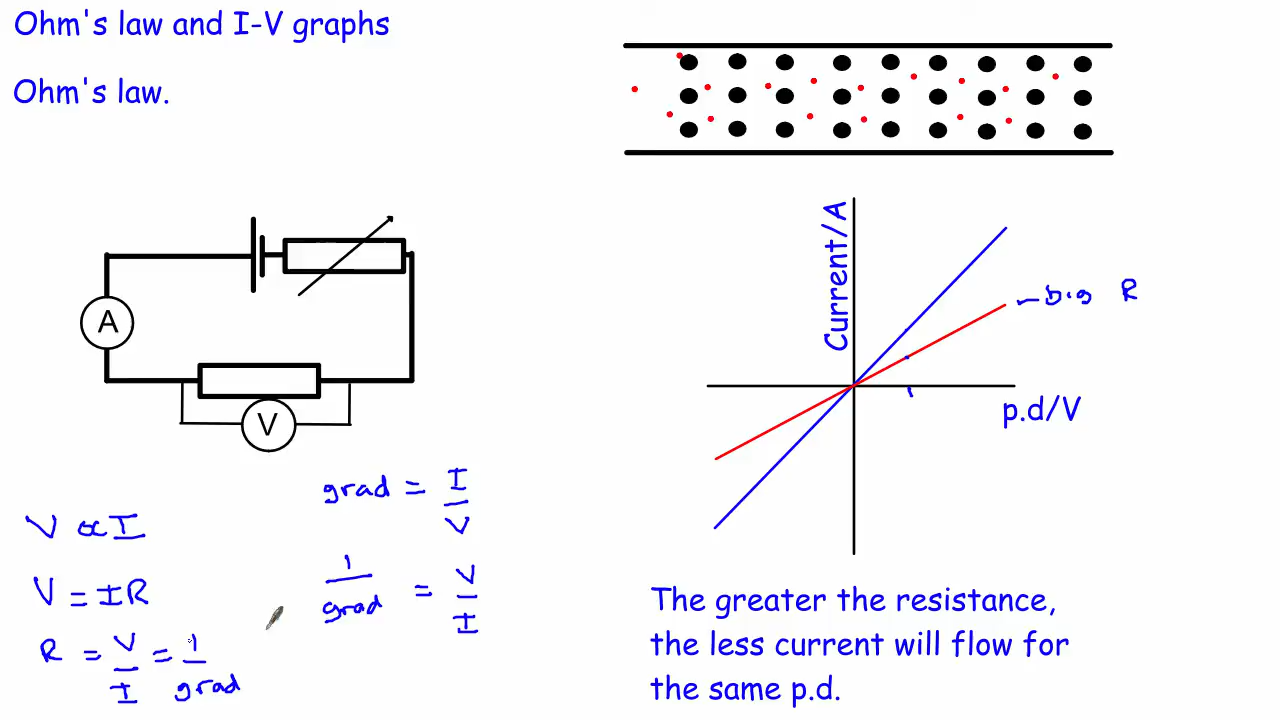 Ohm's law and I-V graphs
Ohm's law.
A
V
V ∝ I
V = IR
R = V/I = 1/grad
grad = I/V
1/grad = V/I
Current/A
big R
p.d/V
The greater the resistance,
the less current will flow for
the same p.d.